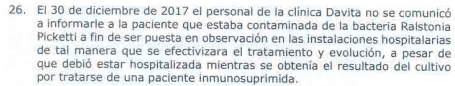 26. El 30 de diciembre de 2017 el personal de la clínica Davita no se comunicó
a informarle a la paciente que estaba contaminada de la bacteria Ralstonia
Picketti a fin de ser puesta en observación en las instalaciones hospitalarias
de tal manera que se efectivizara el tratamiento y evolución, a pesar de
que debió estar hospitalizada mientras se obtenía el resultado del cultivo
por tratarse de una paciente inmunosuprimida.